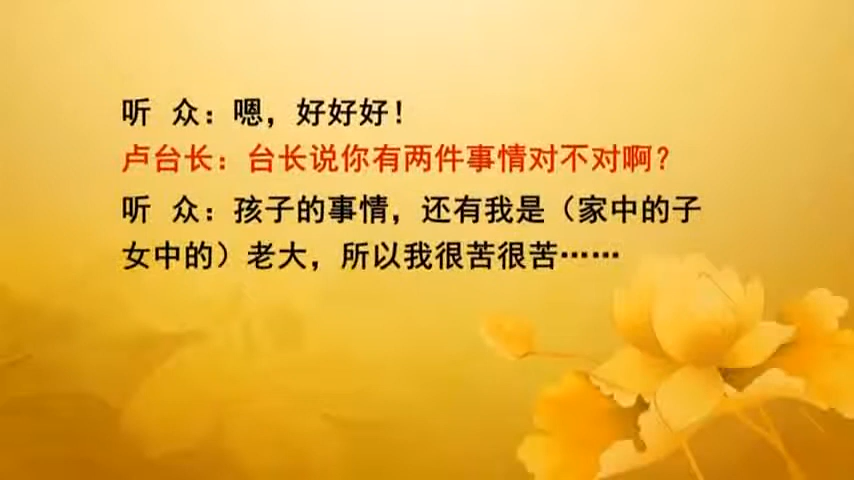 听 众：嗯，好好好！
卢台长：台长说你有两件事情对不对啊？
听 众：孩子的事情，还有我是（家中的子
女中的）老大，所以我很苦很苦……